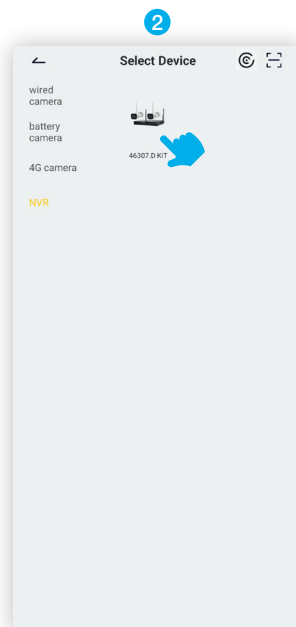 2
Select Device
wired
camera
battery
camera
46307.D KIT
4G camera
NVR